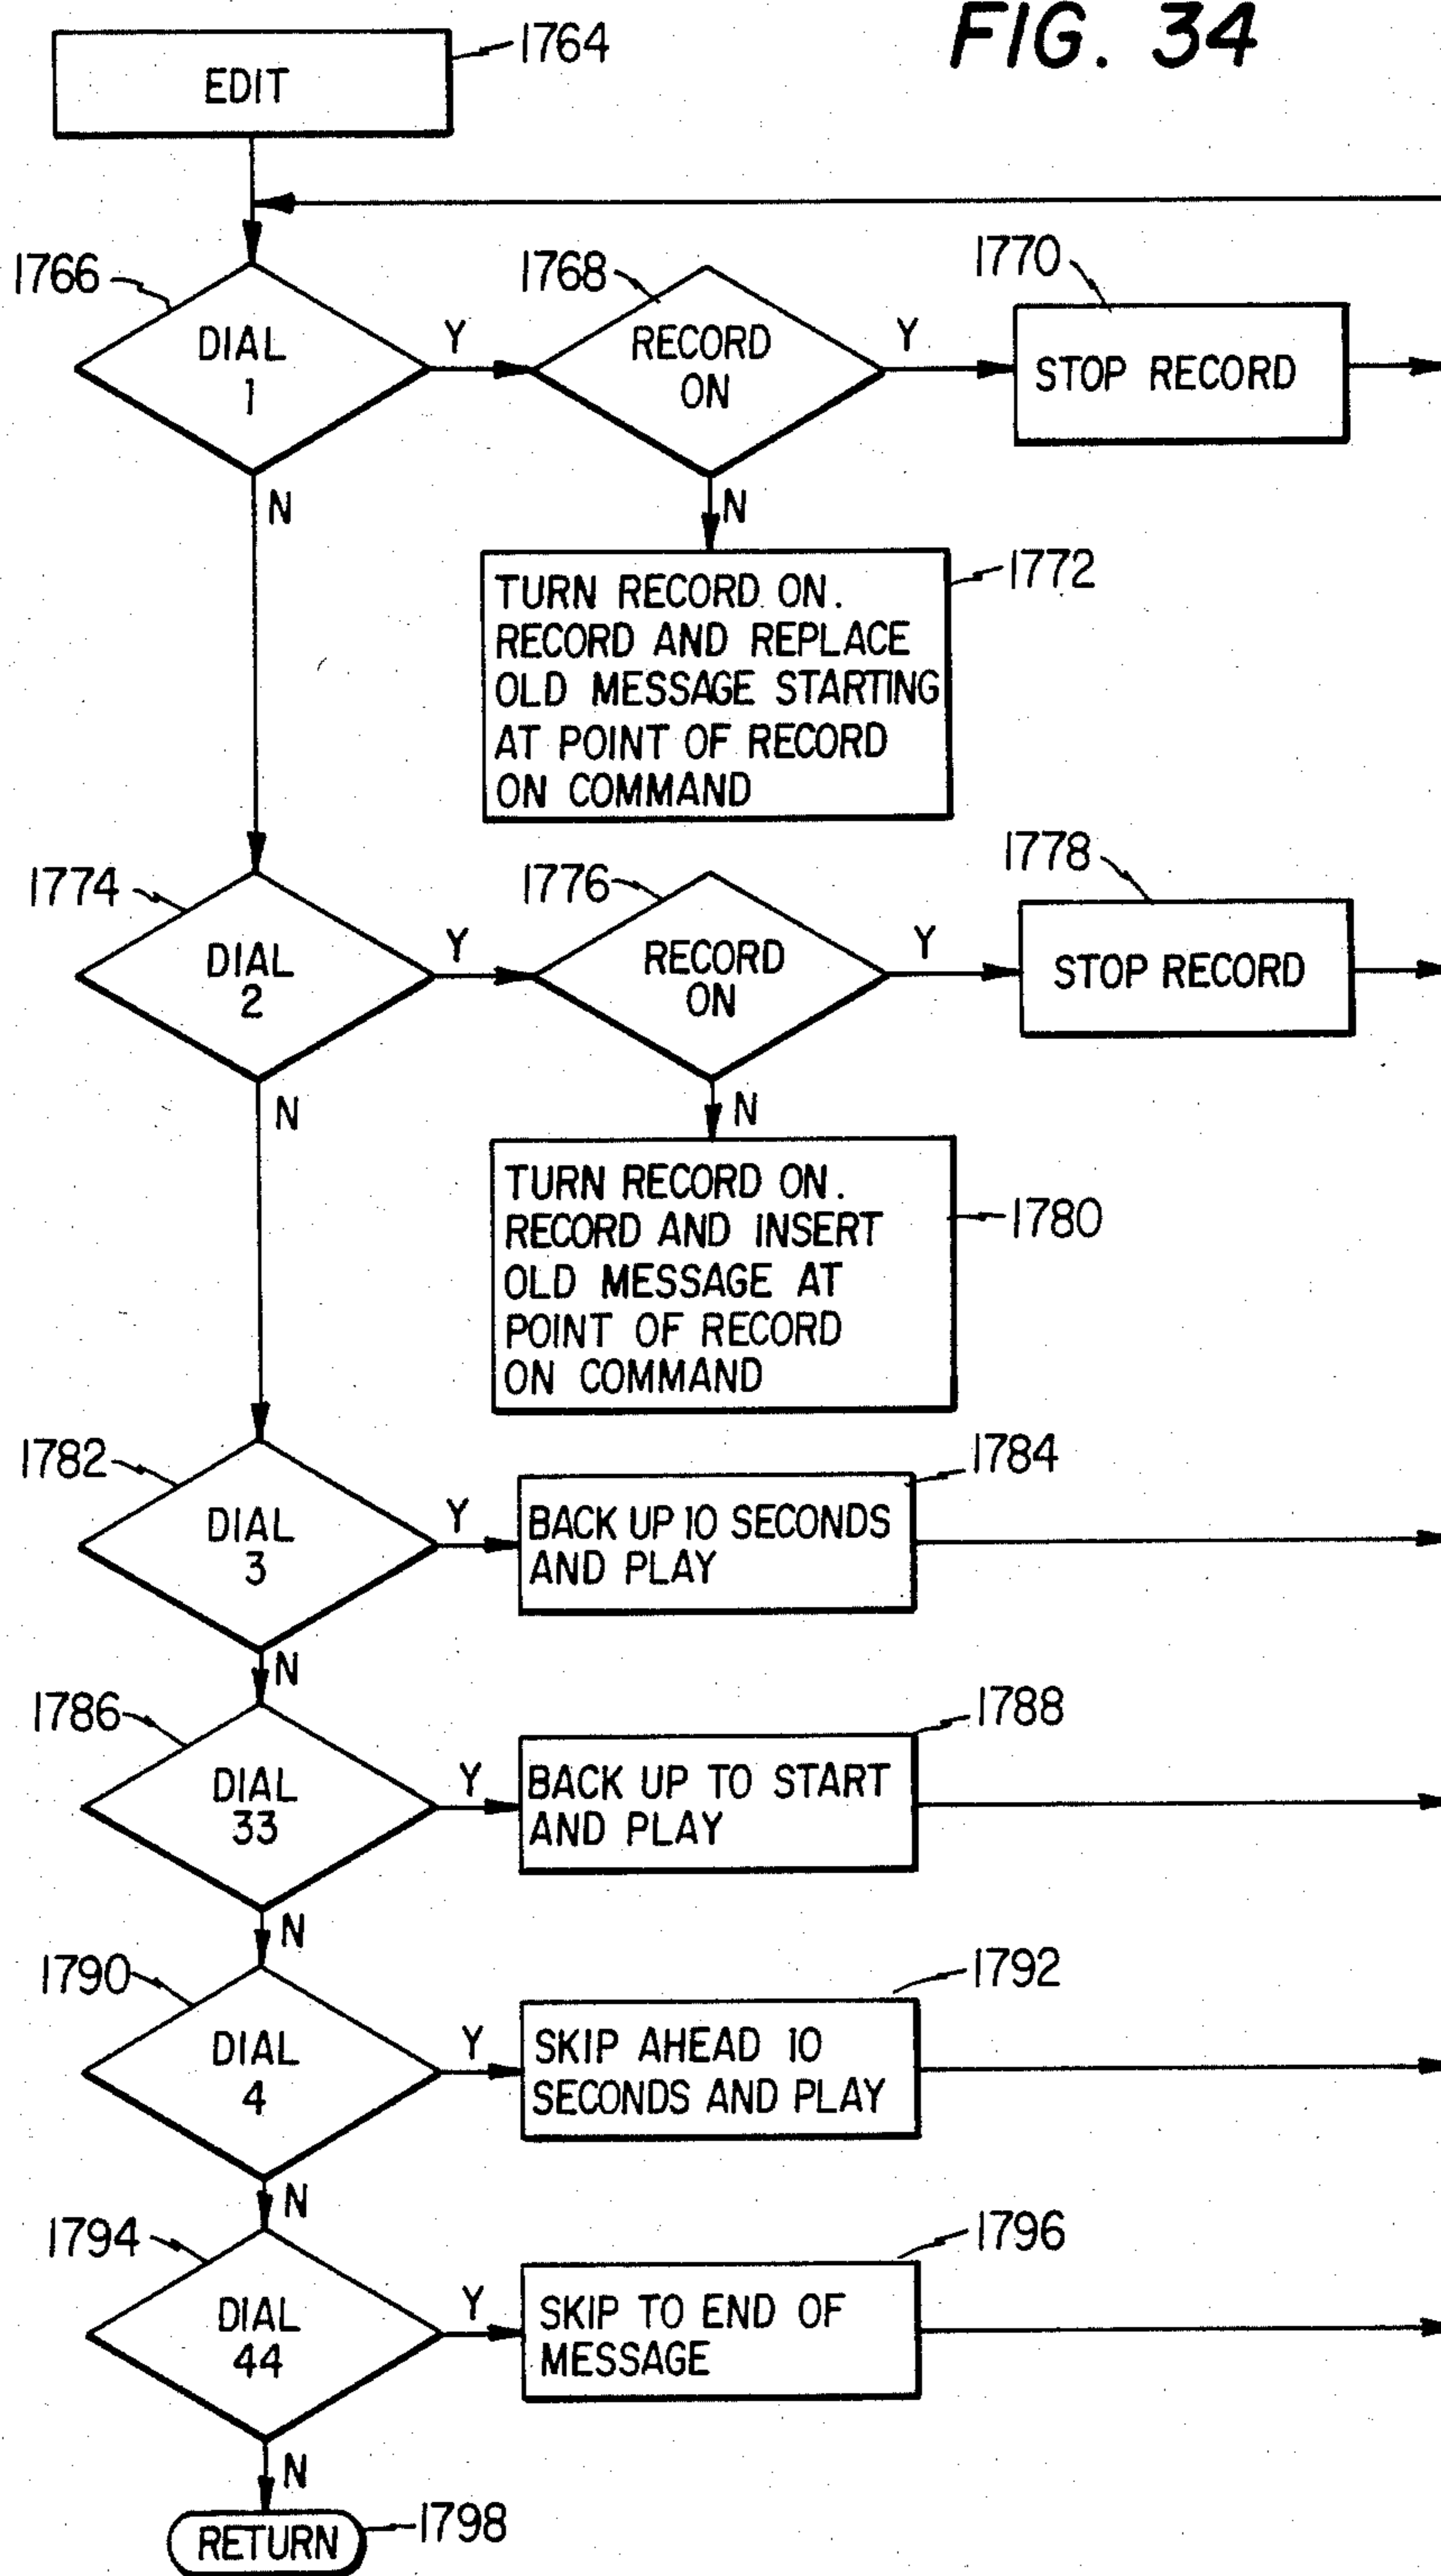 FIG. 34
EDIT
1764
1766
DIAL
1
Y
1768
RECORD
ON
Y
1770
STOP RECORD
N
N
TURN RECORD ON.
RECORD AND REPLACE
OLD MESSAGE STARTING
AT POINT OF RECORD
ON COMMAND
1772
1774
DIAL
2
Y
1776
RECORD
ON
Y
1778
STOP RECORD
N
N
TURN RECORD ON.
RECORD AND INSERT
OLD MESSAGE AT
POINT OF RECORD
ON COMMAND
1780
1782
DIAL
3
Y
BACK UP 10 SECONDS
AND PLAY
1784
N
1786
DIAL
33
Y
BACK UP TO START
AND PLAY
1788
N
1790
DIAL
4
Y
SKIP AHEAD 10
SECONDS AND PLAY
1792
N
1794
DIAL
44
Y
SKIP TO END OF
MESSAGE
1796
N
RETURN
1798